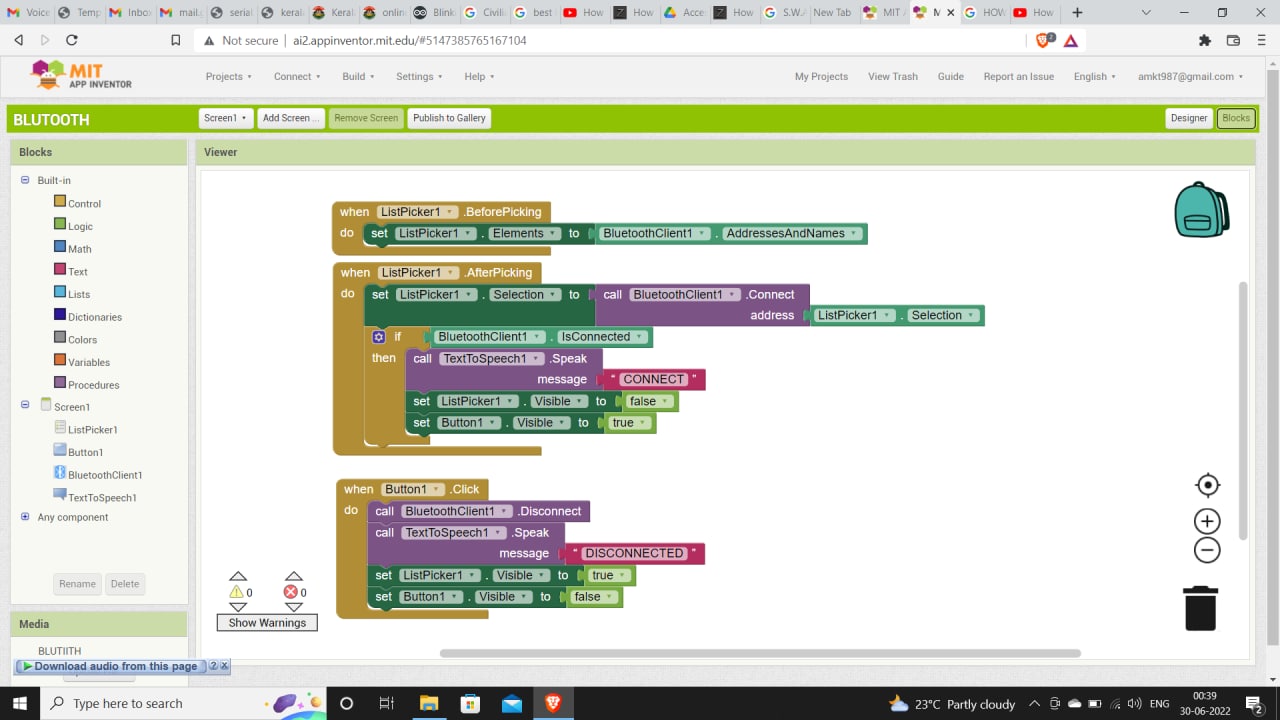 Voice Temp Inbox mail. serial kerala Kerala online Blink Civilia best How How Acce How S.W.A New Tab MIT A M HOW How
Not secure ai2.appinventor.mit.edu/#5147385765167104 2
MIT APP INVENTOR Projects Connect Build Settings Help My Projects View Trash Guide Report an Issue English amkt987@gmail.com
BLUTOOTH Screen1 Add Screen ... Remove Screen Publish to Gallery Designer Blocks
Blocks
Viewer
Built-in
Control
Logic
Math
Text
Lists
Dictionaries
Colors
Variables
Procedures
Screen1
ListPicker1
Button1
BluetoothClient1
TextToSpeech1
Any component
Rename Delete
Media
BLUTIITH
Download audio from this page ? x
when ListPicker1 .BeforePicking
do set ListPicker1 . Elements to BluetoothClient1 . AddressesAndNames
when ListPicker1 .AfterPicking
do set ListPicker1 . Selection to call BluetoothClient1 .Connect
address ListPicker1 . Selection
if BluetoothClient1 . IsConnected
then call TextToSpeech1 .Speak
message " CONNECT "
set ListPicker1 . Visible to false
set Button1 . Visible to true
when Button1 .Click
do call BluetoothClient1 .Disconnect
call TextToSpeech1 .Speak
message " DISCONNECTED "
set ListPicker1 . Visible to true
set Button1 . Visible to false
0 0
Show Warnings
Type here to search 23°C Partly cloudy ENG 00:39
30-06-2022 2